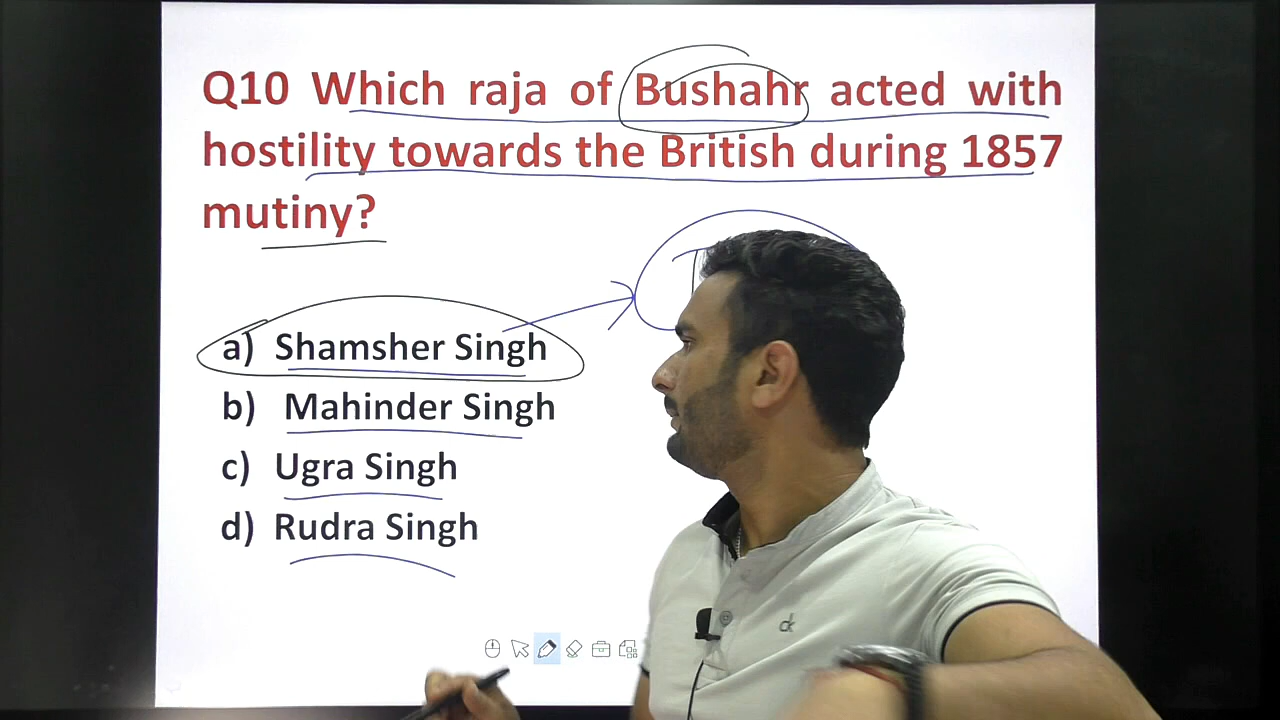 Q10 Which raja of Bushahr acted with
hostility towards the British during 1857
mutiny?
a) Shamsher Singh
b) Mahinder Singh
c) Ugra Singh
d) Rudra Singh
ck